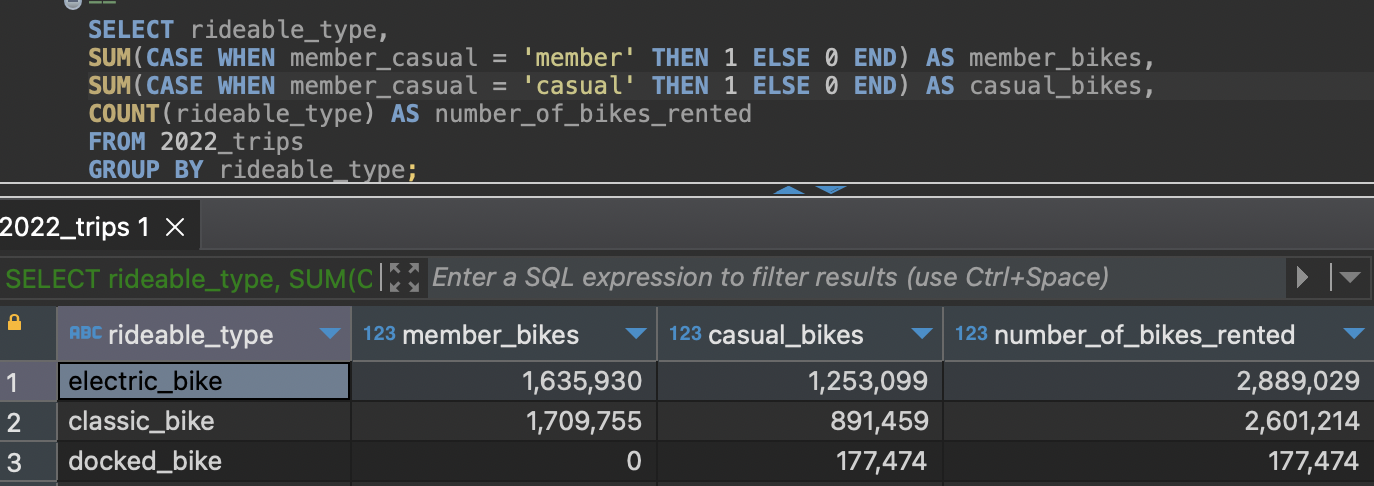 SELECT rideable_type,
SUM(CASE WHEN member_casual = 'member' THEN 1 ELSE 0 END) AS member_bikes,
SUM(CASE WHEN member_casual = 'casual' THEN 1 ELSE 0 END) AS casual_bikes,
COUNT(rideable_type) AS number_of_bikes_rented
FROM 2022_trips
GROUP BY rideable_type;
2022_trips 1
SELECT rideable_type, SUM(C Enter a SQL expression to filter results (use Ctrl+Space)
ABC rideable_type 123 member_bikes 123 casual_bikes 123 number_of_bikes_rented
1 electric_bike 1,635,930 1,253,099 2,889,029
2 classic_bike 1,709,755 891,459 2,601,214
3 docked_bike 0 177,474 177,474